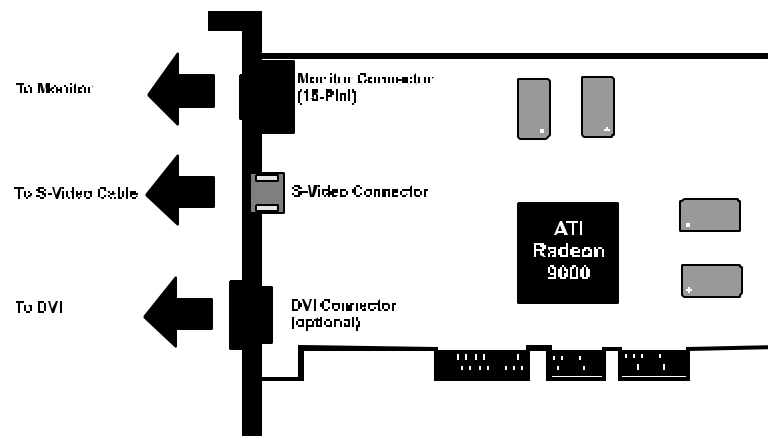 To Monitor
Monitor Connector
(15-Pin)
To S-Video Cable
S-Video Connector
ATI
Radeon
9000
To DVI
DVI Connector
(optional)